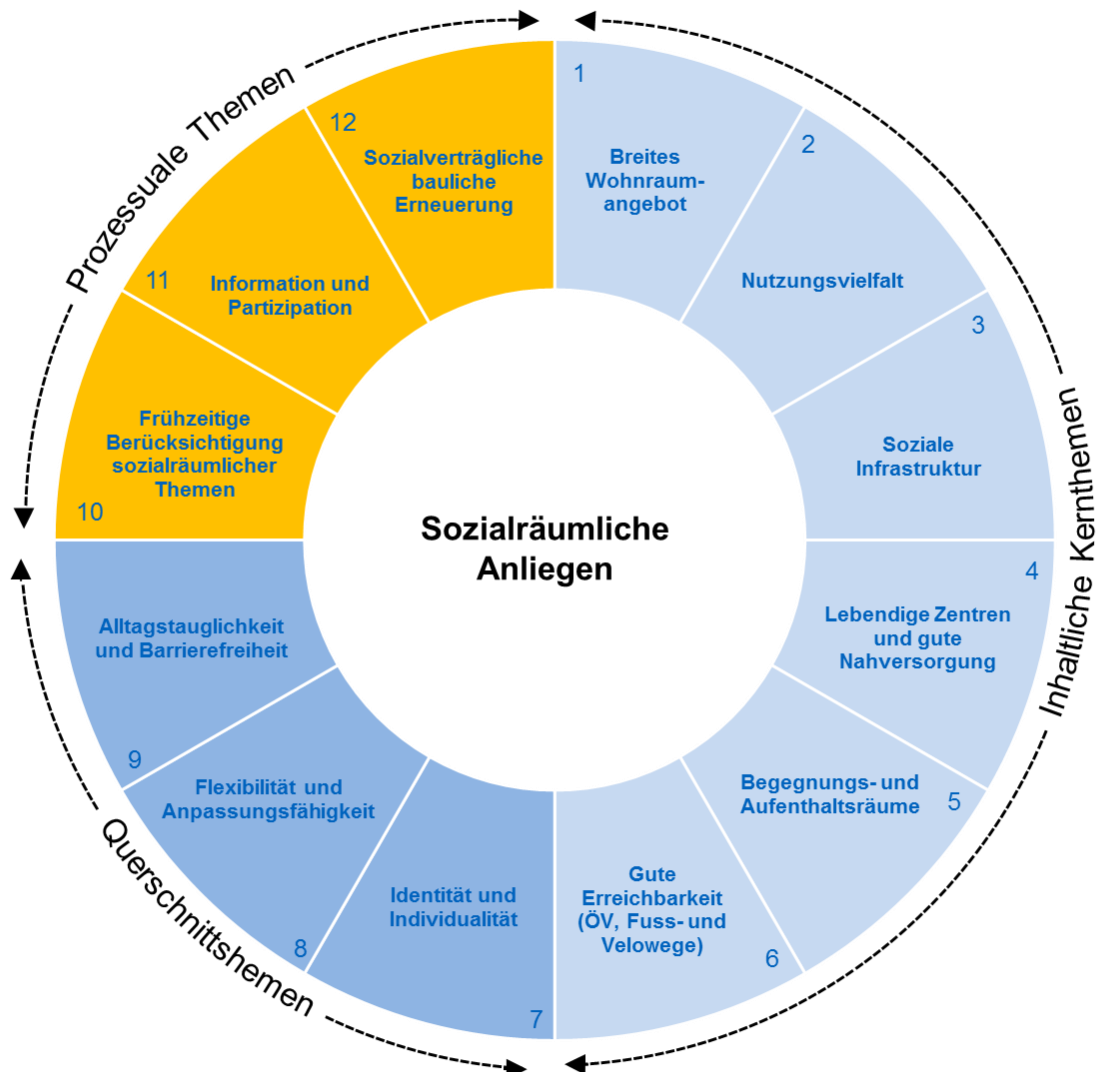 Prozessuale Themen
Inhaltliche Kernthemen
Querschnittshemen
Sozialräumliche
Anliegen
1
Breites
Wohnraum-
angebot
2
Nutzungsvielfalt
3
Soziale
Infrastruktur
4
Lebendige Zentren
und gute
Nahversorgung
5
Begegnungs- und
Aufenthaltsräume
6
Gute
Erreichbarkeit
(ÖV, Fuss- und
Velowege)
7
Identität und
Individualität
8
Flexibilität und
Anpassungsfähigkeit
9
Alltagstauglichkeit
und Barrierefreiheit
10
Frühzeitige
Berücksichtigung
sozialräumlicher
Themen
11
Information und
Partizipation
12
Sozialverträgliche
bauliche
Erneuerung